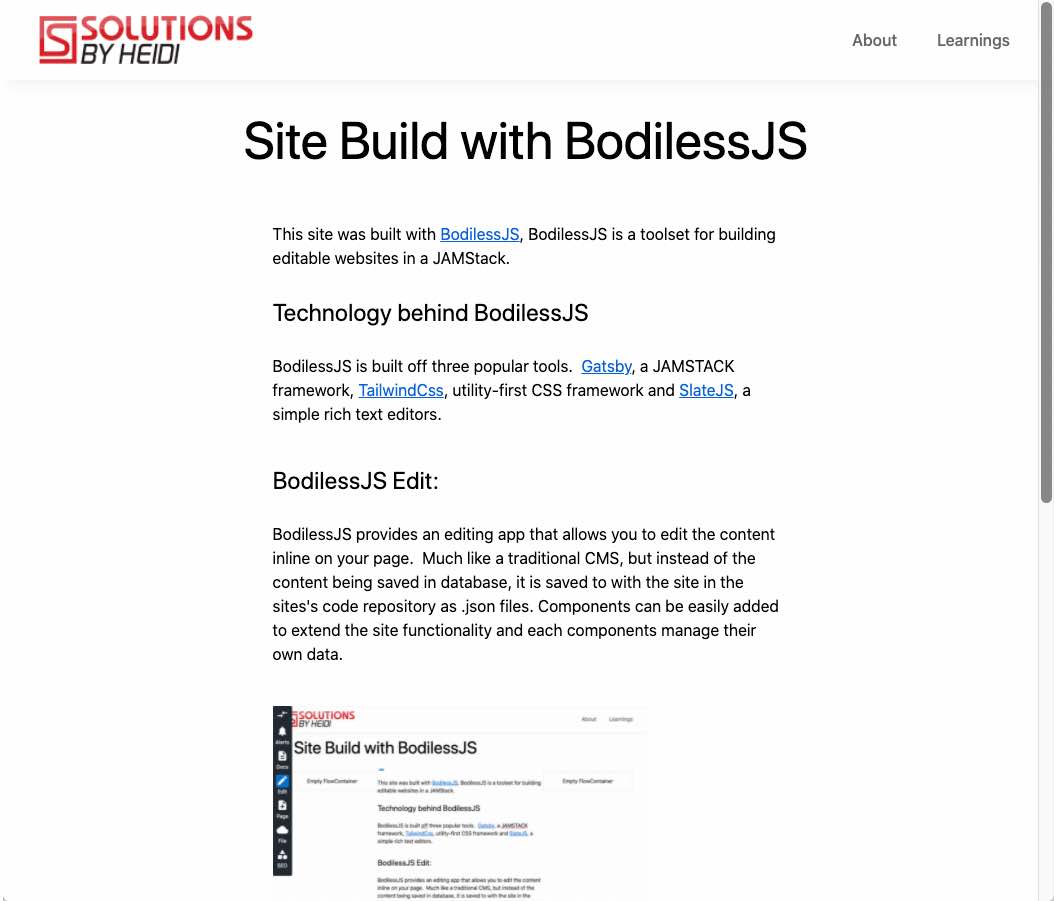 SOLUTIONS
BY HEIDI
About
Learnings
Site Build with BodilessJS
This site was built with BodilessJS, BodilessJS is a toolset for building
editable websites in a JAMStack.
Technology behind BodilessJS
BodilessJS is built off three popular tools.  Gatsby, a JAMSTACK
framework, TailwindCss, utility-first CSS framework and SlateJS, a
simple rich text editors.
BodilessJS Edit:
BodilessJS provides an editing app that allows you to edit the content
inline on your page.  Much like a traditional CMS, but instead of the
content being saved in database, it is saved to with the site in the
sites's code repository as .json files. Components can be easily added
to extend the site functionality and each components manage their
own data.
SOLUTIONS
BY HEIDI
About
Learnings
Alerts
Docs
Edit
Page
File
SEO
Site Build with BodilessJS
Empty FlowContainer
This site was built with BodilessJS, BodilessJS is a toolset for building
editable websites in a JAMStack.
Empty FlowContainer
Technology behind BodilessJS
BodilessJS is built off three popular tools.  Gatsby, a JAMSTACK
framework, TailwindCss, utility-first CSS framework and SlateJS, a
simple rich text editors.
BodilessJS Edit:
BodilessJS provides an editing app that allows you to edit the content
inline on your page.  Much like a traditional CMS, but instead of the
content being saved in database, it is saved to with the site in the